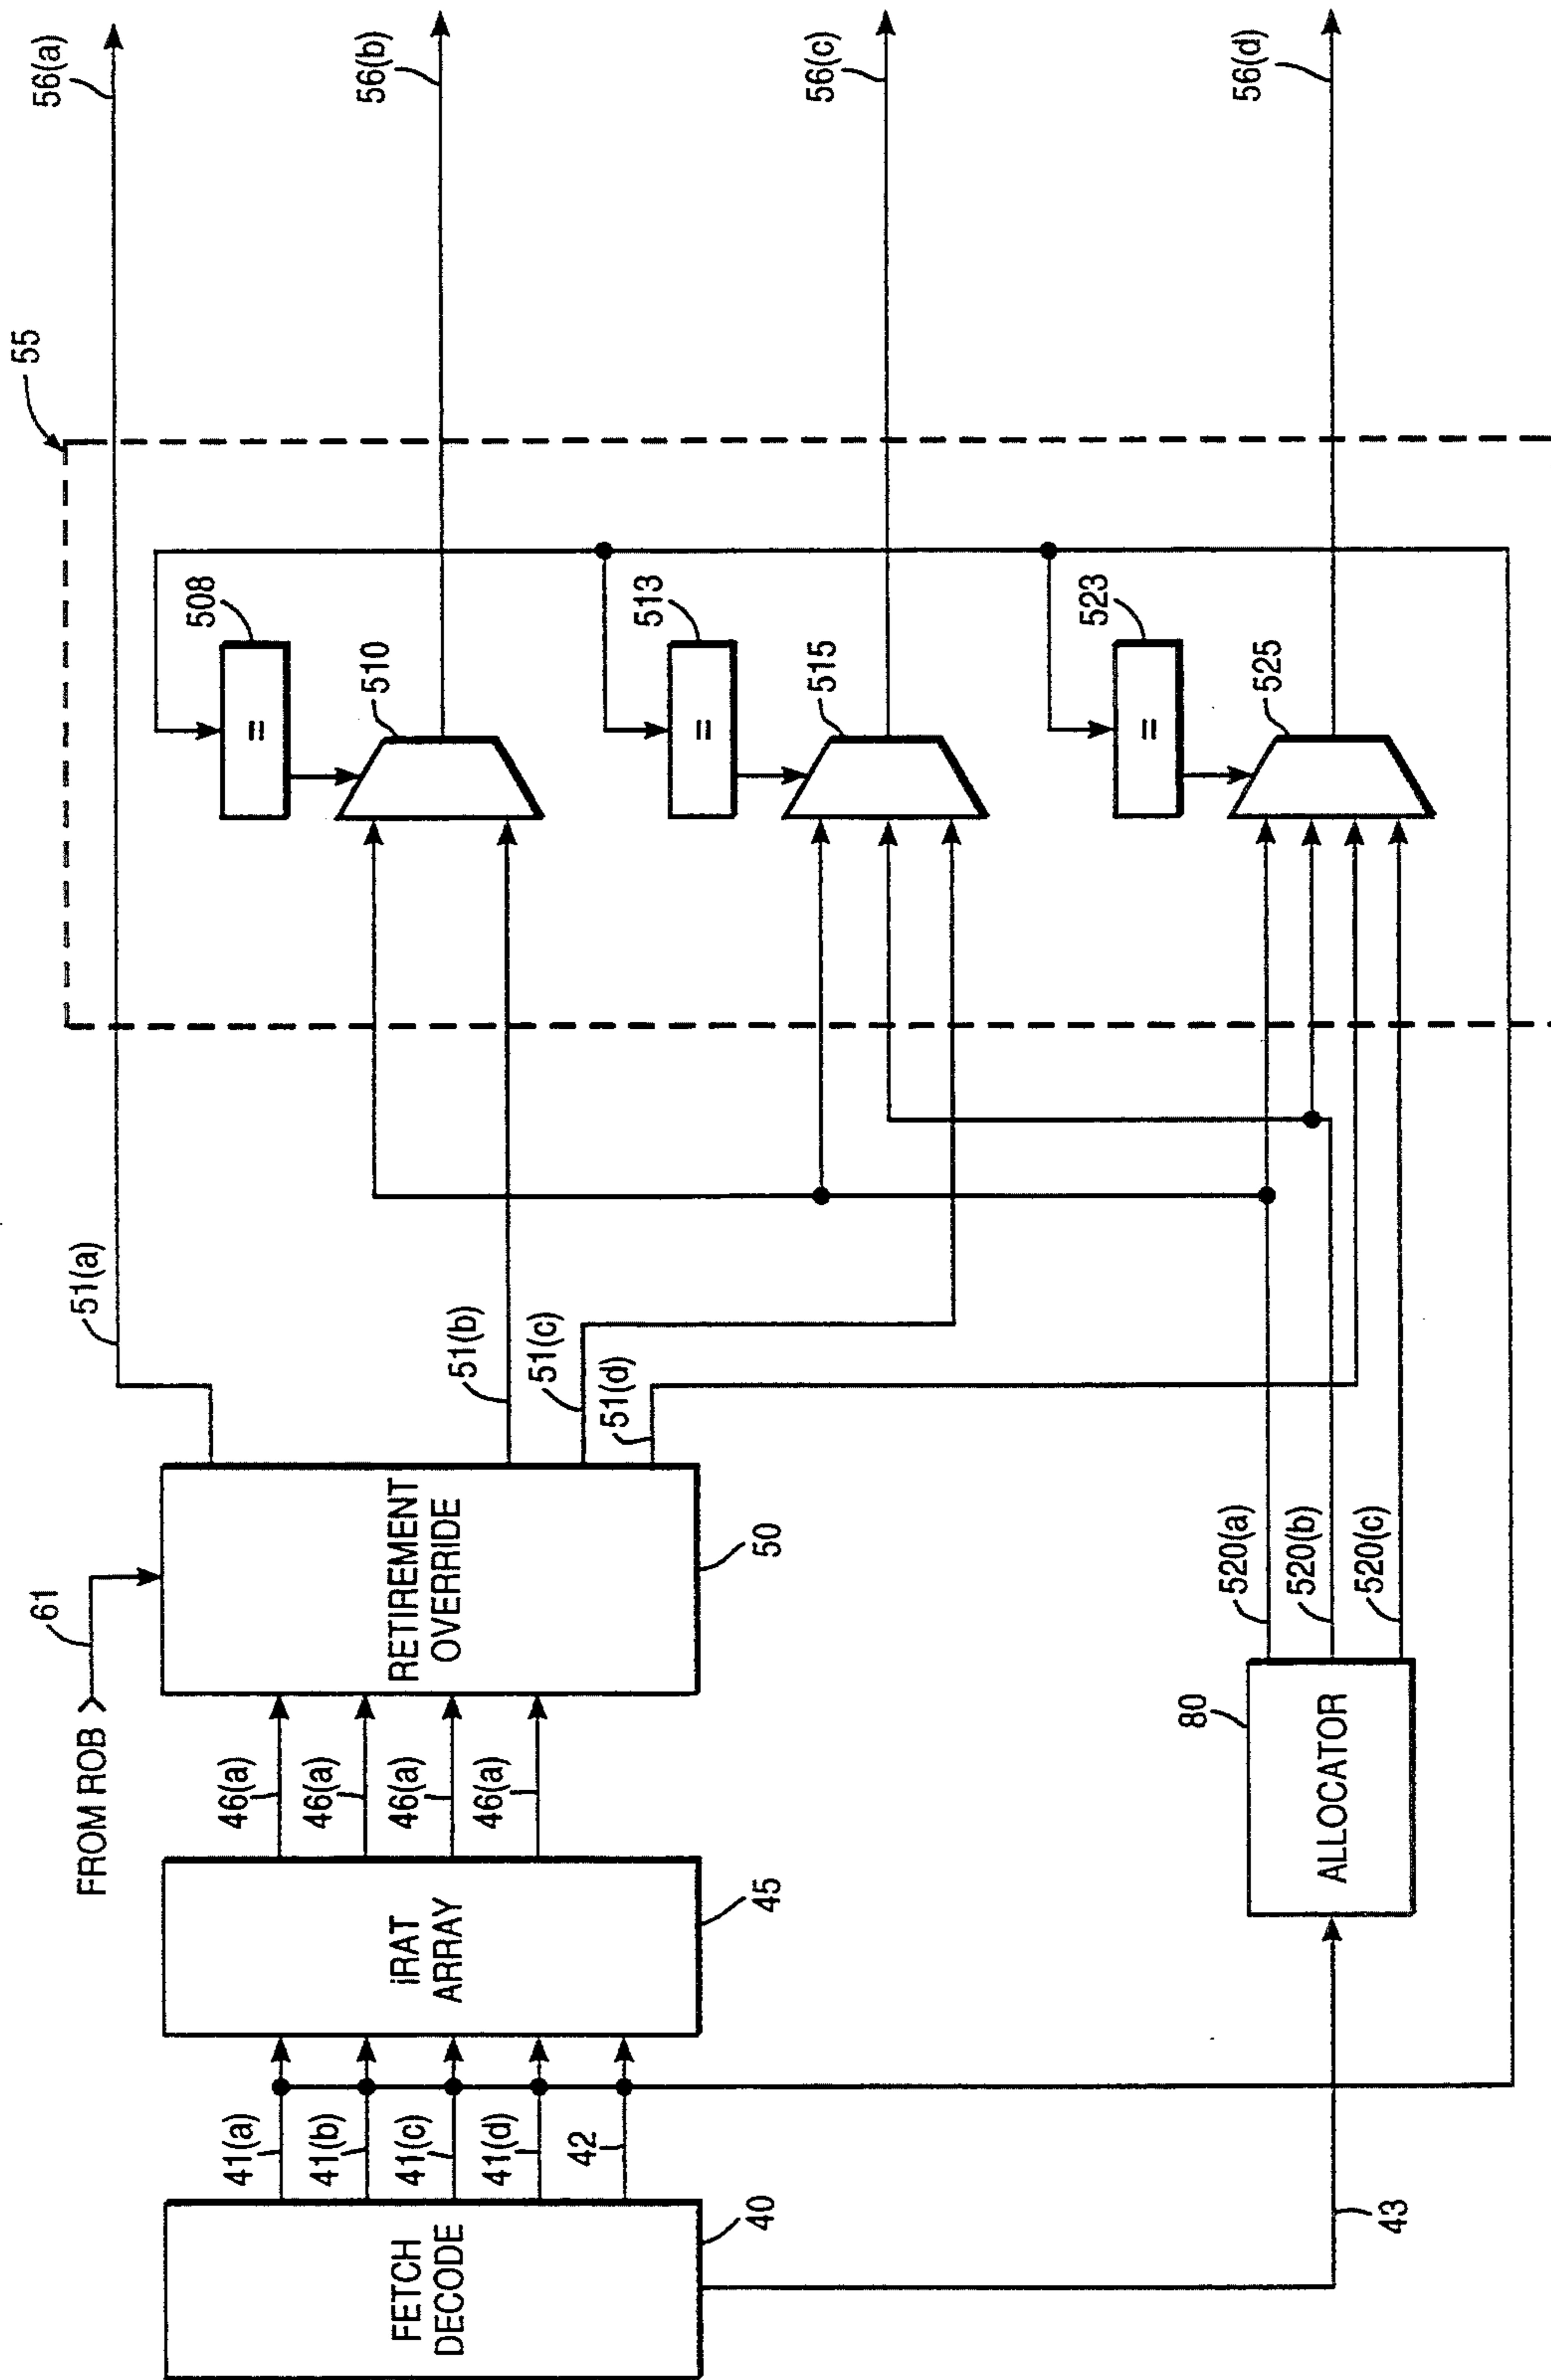 55
56(a)
56(b)
56(c)
56(d)
508
=
510
513
=
515
523
=
525
51(a)
51(b)
51(c)
51(d)
61
FROM ROB
RETIREMENT
OVERRIDE
50
520(a)
520(b)
520(c)
46(a)
46(a)
46(a)
46(a)
80
ALLOCATOR
iRAT
ARRAY
45
41(a)
41(b)
41(c)
41(d)
42
FETCH
DECODE
40
43